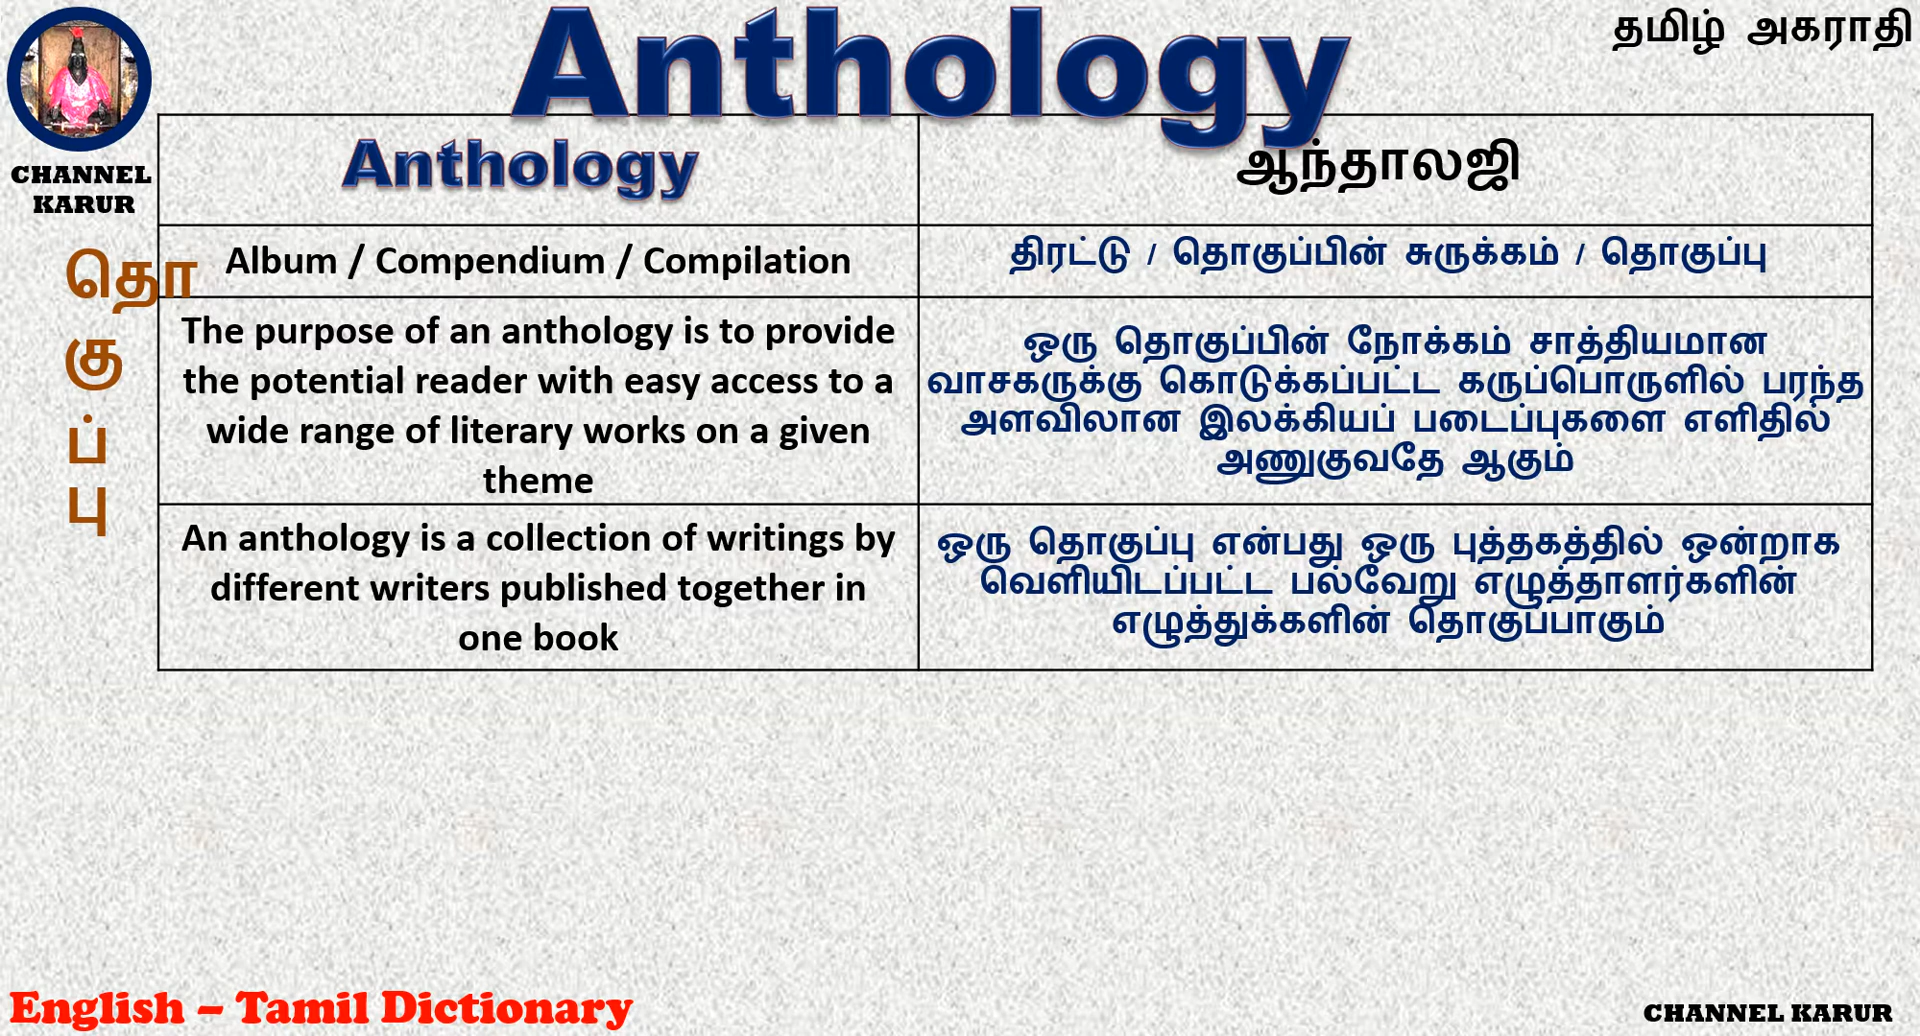 Anthology
தமிழ் அகராதி
CHANNEL
KARUR
Anthology
ஆந்தாலஜி
தொ
கு
ப்
பு
Album / Compendium / Compilation
திரட்டு / தொகுப்பின் சுருக்கம் / தொகுப்பு
The purpose of an anthology is to provide
the potential reader with easy access to a
wide range of literary works on a given
theme
ஒரு தொகுப்பின் நோக்கம் சாத்தியமான
வாசகருக்கு கொடுக்கப்பட்ட கருப்பொருளில் பரந்த
அளவிலான இலக்கியப் படைப்புகளை எளிதில்
அணுகுவதே ஆகும்
An anthology is a collection of writings by
different writers published together in
one book
ஒரு தொகுப்பு என்பது ஒரு புத்தகத்தில் ஒன்றாக
வெளியிடப்பட்ட பல்வேறு எழுத்தாளர்களின்
எழுத்துக்களின் தொகுப்பாகும்
English – Tamil Dictionary
CHANNEL KARUR